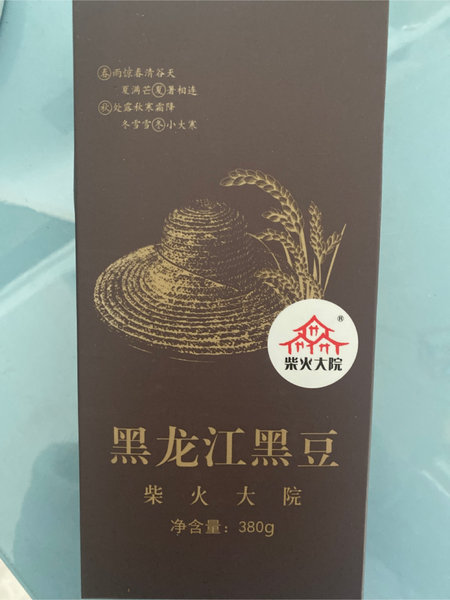 春雨惊春清谷天
夏满芒夏暑相连
秋处露秋寒霜降
冬雪雪冬小大寒
®
柴火大院
黑龙江黑豆
柴火大院
净含量：380g